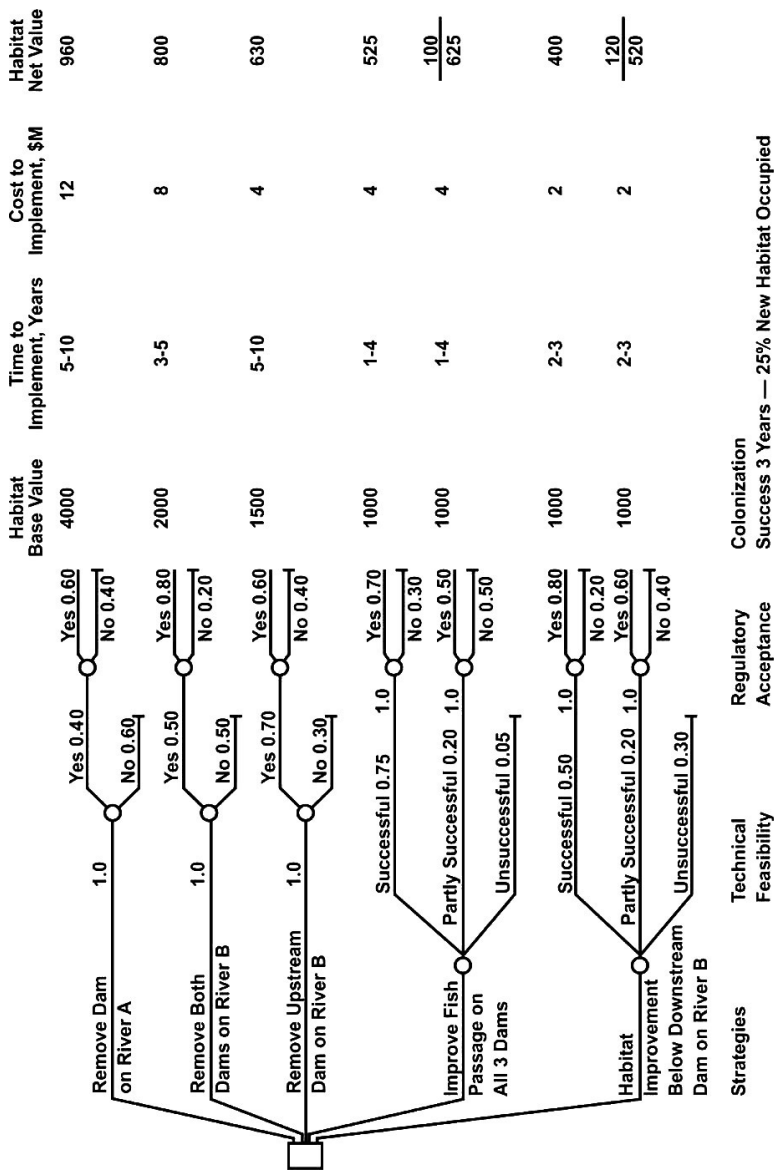 Habitat
Base Value
Time to
Implement, Years
Cost to
Implement, $M
Habitat
Net Value
Remove Dam
on River A
1.0
Yes 0.40
No 0.60
Yes 0.60
No 0.40
4000
5-10
12
960
Remove Both
Dams on River B
1.0
Yes 0.50
No 0.50
Yes 0.80
No 0.20
2000
3-5
8
800
Remove Upstream
Dam on River B
1.0
Yes 0.70
No 0.30
Yes 0.60
No 0.40
1500
5-10
4
630
Improve Fish
Passage on
All 3 Dams
Successful 0.75
1.0
Yes 0.70
No 0.30
1000
1-4
4
525
Partly Successful 0.20
1.0
Yes 0.50
No 0.50
1000
1-4
4
100
625
Unsuccessful 0.05
Habitat
Improvement
Below Downstream
Dam on River B
Successful 0.50
1.0
Yes 0.80
No 0.20
1000
2-3
2
400
Partly Successful 0.20
1.0
Yes 0.60
No 0.40
1000
2-3
2
120
520
Unsuccessful 0.30
Strategies
Technical
Feasibility
Regulatory
Acceptance
Colonization
Success 3 Years — 25% New Habitat Occupied